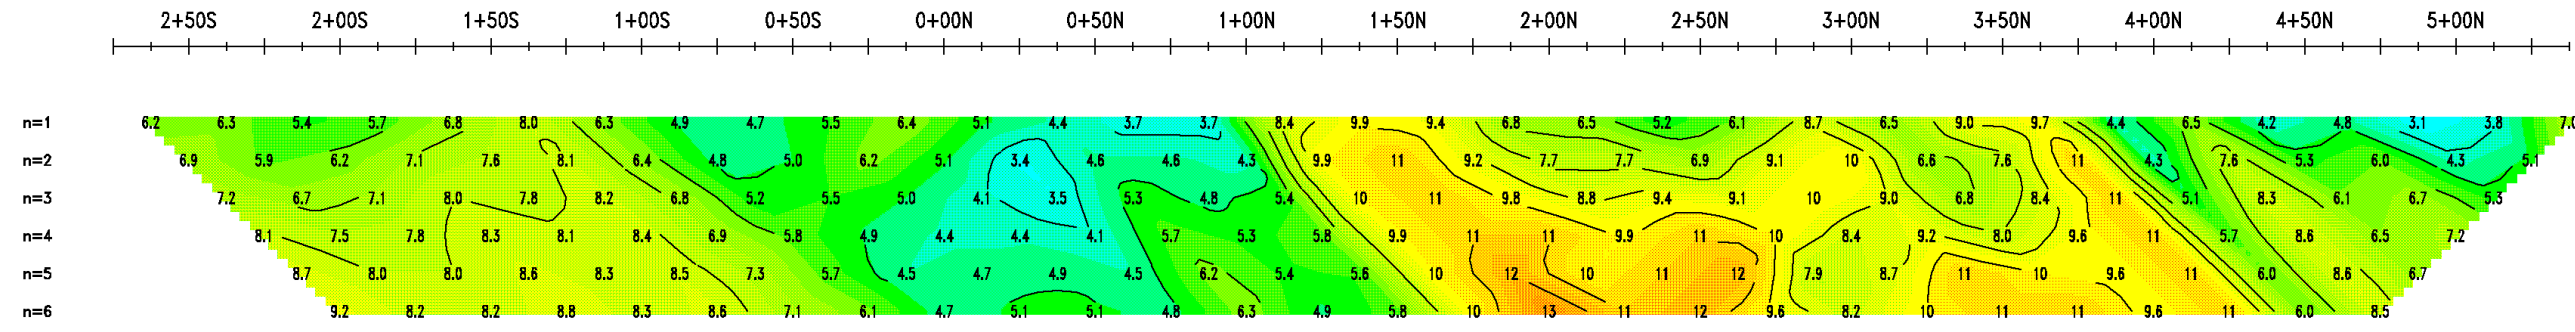 2+50S 2+00S 1+50S 1+00S 0+50S 0+00N 0+50N 1+00N 1+50N 2+00N 2+50N 3+00N 3+50N 4+00N 4+50N 5+00N
n=1 6.2 6.3 5.4 5.7 6.8 8.0 6.3 4.9 4.7 5.5 6.4 5.1 4.4 3.7 3.7 8.4 9.9 9.4 6.8 6.5 5.2 6.1 8.7 6.5 9.0 9.7 4.4 6.5 4.2 4.8 3.1 3.8 7.0
n=2 6.9 5.9 6.2 7.1 7.6 8.1 6.4 4.8 5.0 6.2 5.1 3.4 4.6 4.6 4.3 9.9 11 9.2 7.7 7.7 6.9 9.1 10 6.6 7.6 11 4.3 7.6 5.3 6.0 4.3 5.1
n=3 7.2 6.7 7.1 8.0 7.8 8.2 6.8 5.2 5.5 5.0 4.1 3.5 5.3 4.8 5.4 10 11 9.8 8.8 9.4 9.1 10 9.0 6.8 8.4 11 5.1 8.3 6.1 6.7 5.3
n=4 8.1 7.5 7.8 8.3 8.1 8.4 6.9 5.8 4.9 4.4 4.4 4.1 5.7 5.3 5.8 9.9 11 11 9.9 11 10 8.4 9.2 8.0 9.6 11 5.7 8.6 6.5 7.2
n=5 8.7 8.0 8.0 8.6 8.3 8.5 7.3 5.7 4.5 4.7 4.9 4.5 6.2 5.4 5.6 10 12 10 11 12 7.9 8.7 11 10 9.6 11 6.0 8.6 6.7
n=6 9.2 8.2 8.2 8.8 8.3 8.6 7.1 6.1 4.7 5.1 5.1 4.8 6.3 4.9 5.8 10 13 11 12 9.6 8.2 10 11 11 9.6 11 6.0 8.5